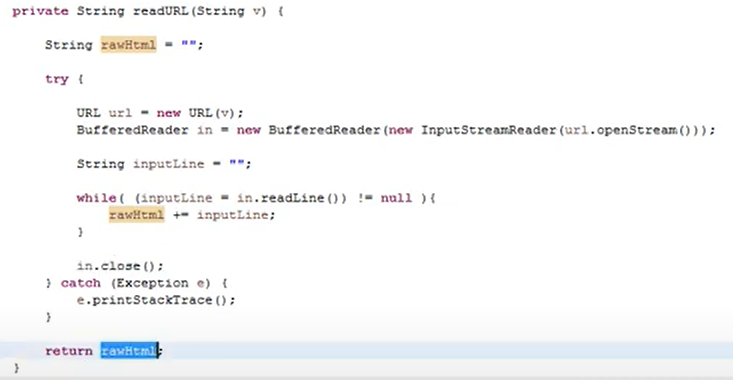 private String readURL(String v) {
String rawHtml = "";
try {
URL url = new URL(v);
BufferedReader in = new BufferedReader(new InputStreamReader(url.openStream()));
String inputLine = "";
while( (inputLine = in.readLine()) != null ){
rawHtml += inputLine;
}
in.close();
} catch (Exception e) {
e.printStackTrace();
}
return rawHtml;
}